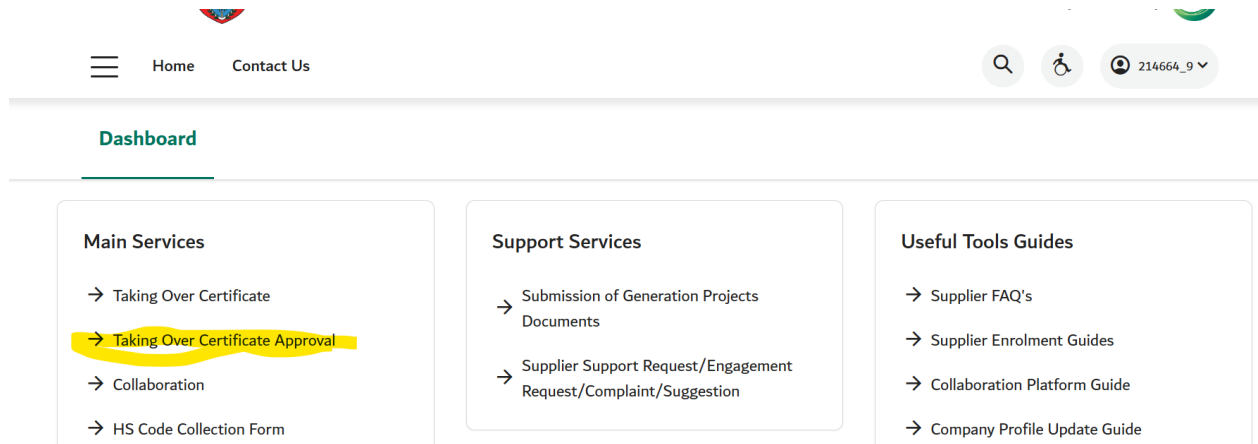 Home Contact Us
214664_9
Dashboard
Main Services
Taking Over Certificate
Taking Over Certificate Approval
Collaboration
HS Code Collection Form
Support Services
Submission of Generation Projects
Documents
Supplier Support Request/Engagement
Request/Complaint/Suggestion
Useful Tools Guides
Supplier FAQ's
Supplier Enrolment Guides
Collaboration Platform Guide
Company Profile Update Guide